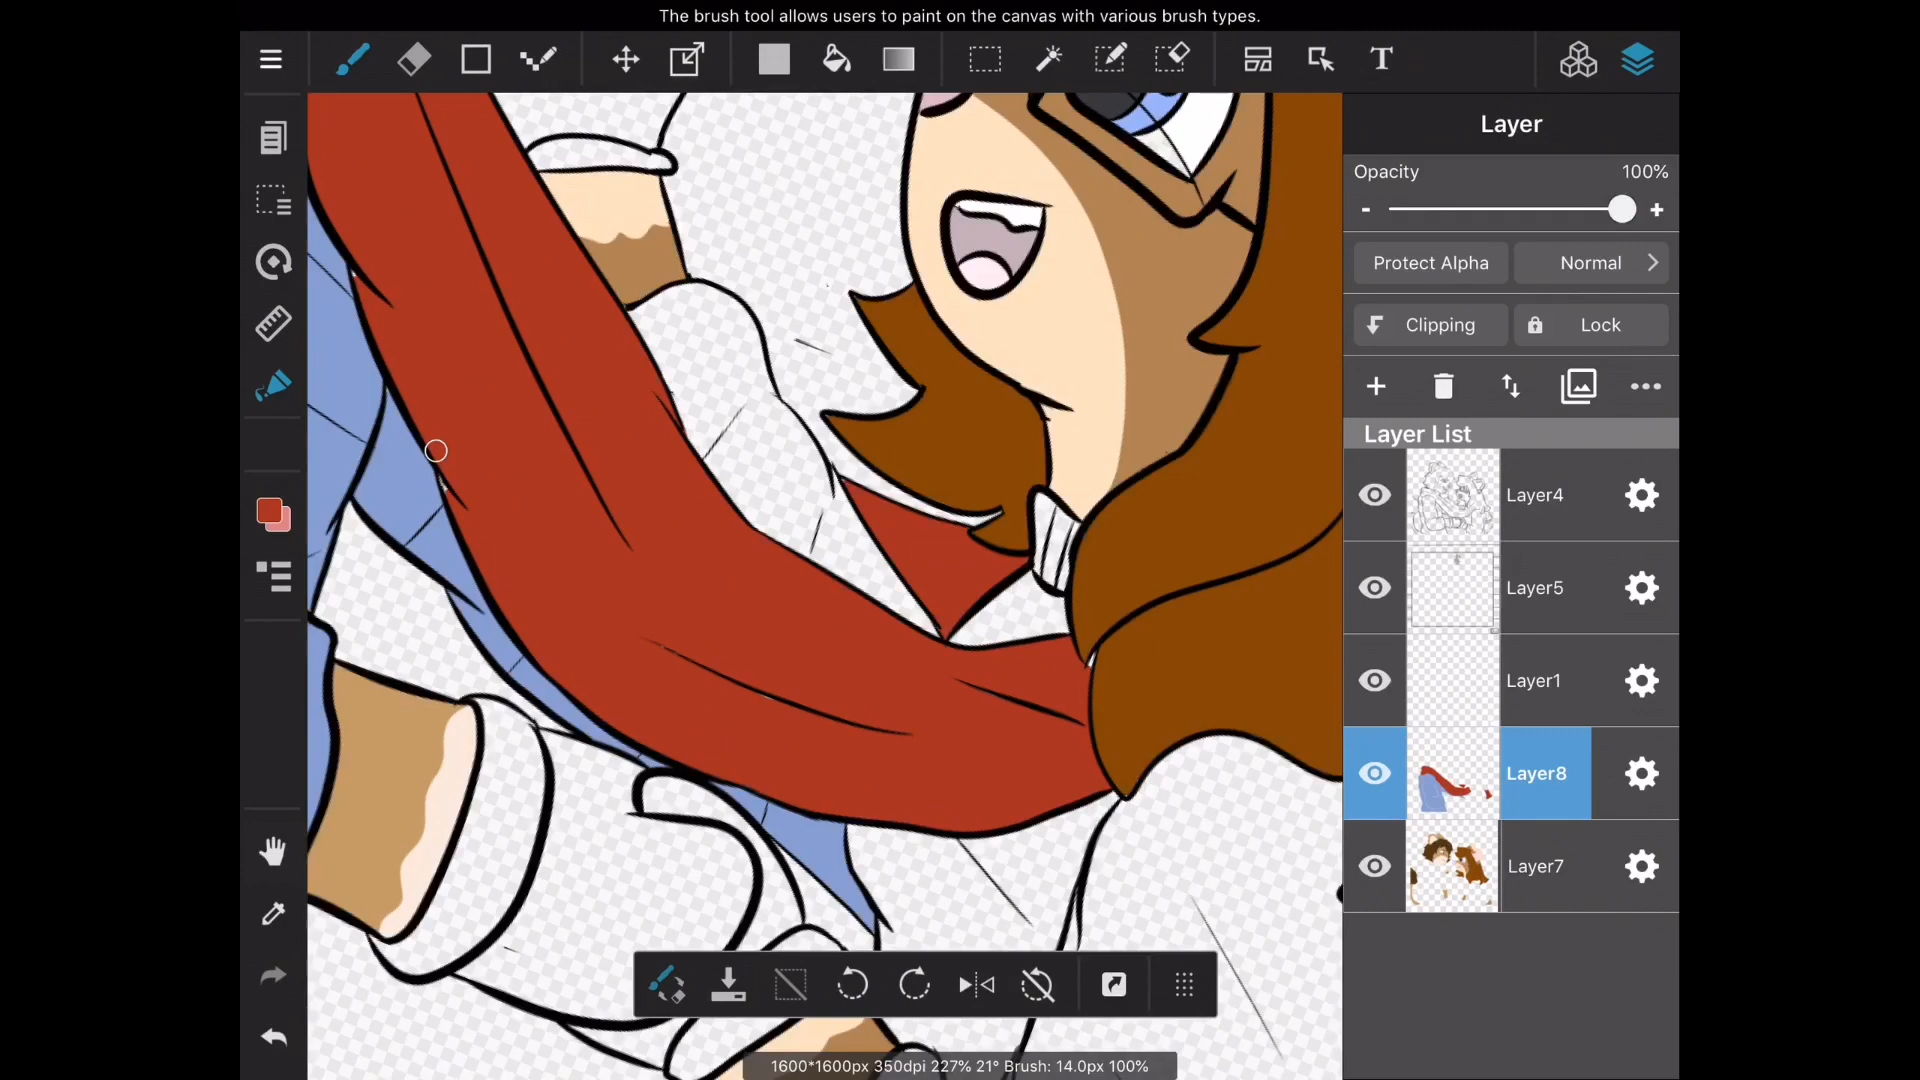 The brush tool allows users to paint on the canvas with various brush types.
T
Layer
Opacity 100%
- +
Protect Alpha Normal
Clipping Lock
Layer List
Layer4
Layer5
Layer1
Layer8
Layer7
1600*1600px 350dpi 227% 21° Brush: 14.0px 100%